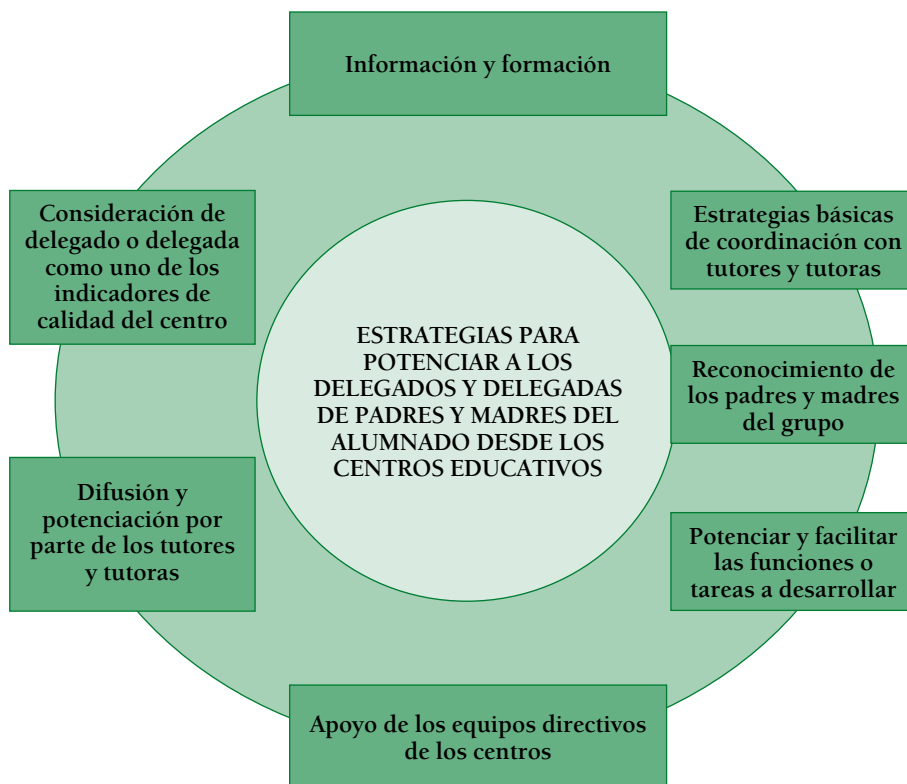 Información y formación
Consideración de
delegado o delegada
como uno de los
indicadores de
calidad del centro
Estrategias básicas
de coordinación con
tutores y tutoras
ESTRATEGIAS PARA
POTENCIAR A LOS
DELEGADOS Y DELEGADAS
DE PADRES Y MADRES DEL
ALUMNADO DESDE LOS
CENTROS EDUCATIVOS
Reconocimiento de
los padres y madres
del grupo
Difusión y
potenciación por
parte de los tutores
y tutoras
Potenciar y facilitar
las funciones o
tareas a desarrollar
Apoyo de los equipos directivos
de los centros